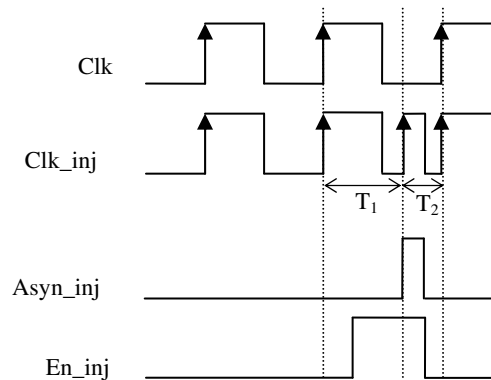 Clk
Clk_inj
T₁ T₂
Asyn_inj
En_inj